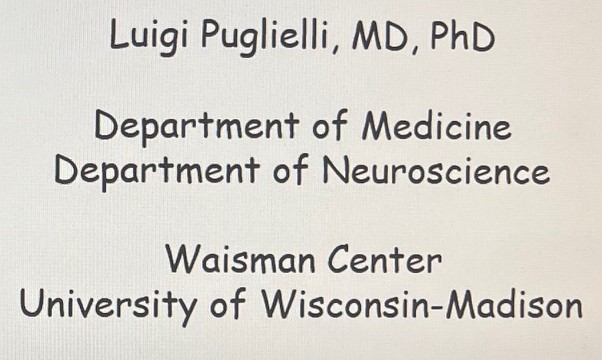 Luigi Puglielli, MD, PhD
Department of Medicine
Department of Neuroscience
Waisman Center
University of Wisconsin-Madison